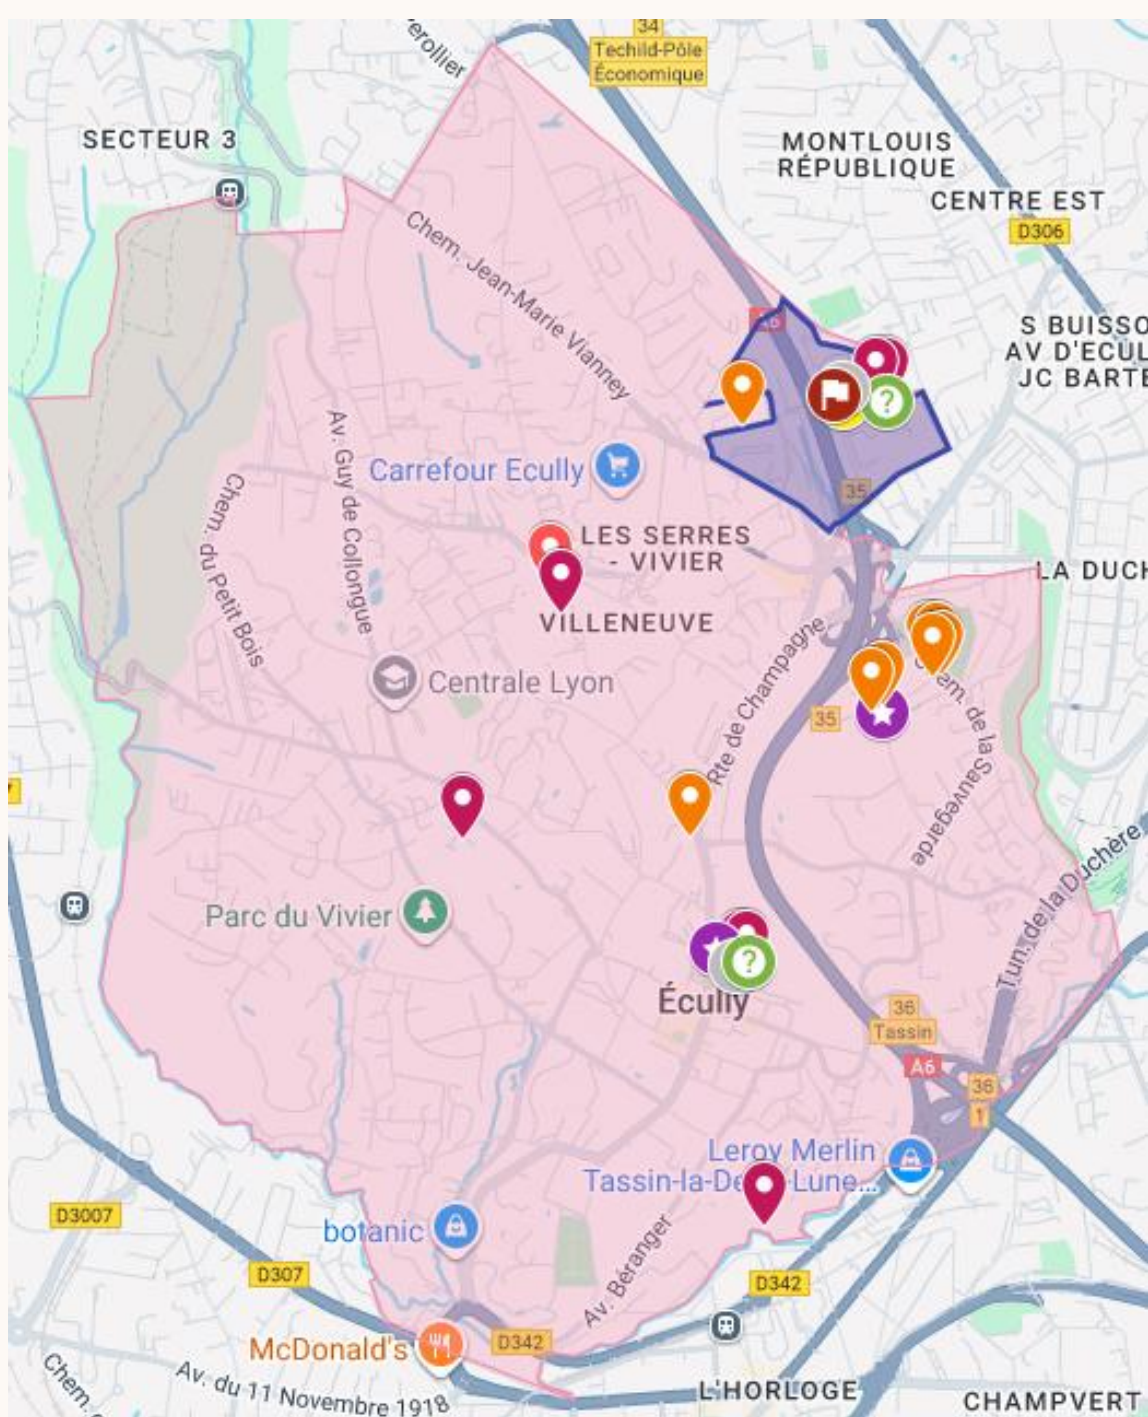 34
Techild-Pôle
Économique
erollier
SECTEUR 3
MONTLOUIS
RÉPUBLIQUE
CENTRE EST
D306
Chem. Jean-Marie Vianney
A6
S BUISSO
AV D'ECUL
JC BARTE
?
Av. Guy de Collongue
Carrefour Ecully
35
Chem. du Petit Bois
LES SERRES
- VIVIER
LA DUCH
VILLENEUVE
Centrale Lyon
Rte de Champagne
35
Chem. de la Sauvegarde
Tun. de la Duchère
Parc du Vivier
?
Écully
36
Tassin
A6
36
1
Leroy Merlin
Tassin-la-De Lune...
D3007
botanic
D307
Av. Béranger
D342
McDonald's
D342
Chem.
Av. du 11 Novembre 1918
L'HORLOGE
CHAMPVERT